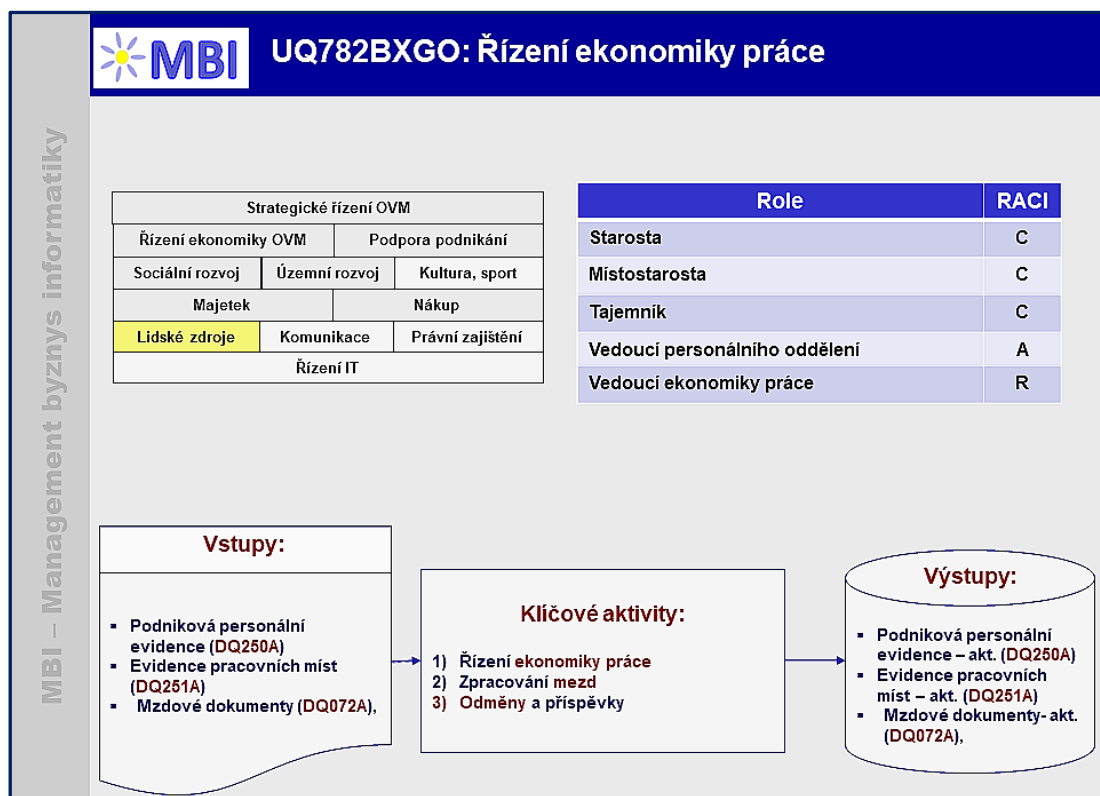 MBI
UQ782BXGO: Řízení ekonomiky práce
MBI – Management byznys informatiky
Strategické řízení OVM
Řízení ekonomiky OVM
Podpora podnikání
Sociální rozvoj
Územní rozvoj
Kultura, sport
Majetek
Nákup
Lidské zdroje
Komunikace
Právní zajištění
Řízení IT
Role RACI
Starosta C
Místostarosta C
Tajemník C
Vedoucí personálního oddělení A
Vedoucí ekonomiky práce R
Vstupy:
▪ Podniková personální
evidence (DQ250A)
▪ Evidence pracovních míst
(DQ251A)
▪ Mzdové dokumenty (DQ072A),
Klíčové aktivity:
1) Řízení ekonomiky práce
2) Zpracování mezd
3) Odměny a příspěvky
Výstupy:
▪ Podniková personální
evidence – akt. (DQ250A)
▪ Evidence pracovních
míst – akt. (DQ251A)
▪ Mzdové dokumenty- akt.
(DQ072A),